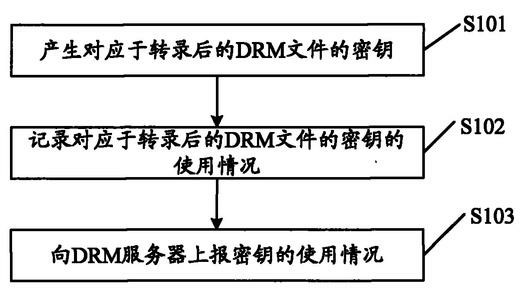 产生对应于转录后的DRM文件的密钥
S101
记录对应于转录后的DRM文件的密钥的
使用情况
S102
向DRM服务器上报密钥的使用情况
S103